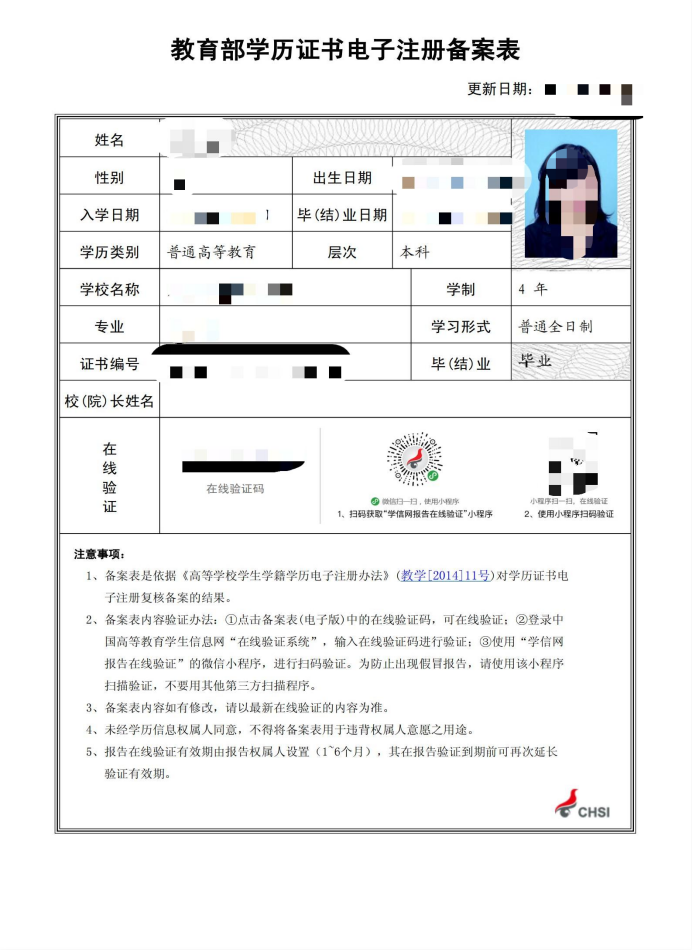 教育部学历证书电子注册备案表
更新日期：
姓名
性别 出生日期
入学日期 毕(结)业日期
学历类别 普通高等教育 层次 本科
学校名称 学制 4 年
专业 学习形式 普通全日制
证书编号 毕(结)业 毕业
校(院)长姓名
在线验证
在线验证码
微信扫一扫，使用小程序
1、扫码获取“学信网报告在线验证”小程序
小程序扫一扫，在线验证
2、使用小程序扫码验证
注意事项：
1、备案表是依据《高等学校学生学籍学历电子注册办法》(教学[2014]11号)对学历证书电
子注册复核备案的结果。
2、备案表内容验证办法：①点击备案表(电子版)中的在线验证码，可在线验证；②登录中
国高等教育学生信息网“在线验证系统”，输入在线验证码进行验证；③使用“学信网
报告在线验证”的微信小程序，进行扫码验证。为防止出现假冒报告，请使用该小程序
扫描验证，不要用其他第三方扫描程序。
3、备案表内容如有修改，请以最新在线验证的内容为准。
4、未经学历信息权属人同意，不得将备案表用于违背权属人意愿之用途。
5、报告在线验证有效期由报告权属人设置（1~6个月），其在报告验证到期前可再次延长
验证有效期。
CHSI